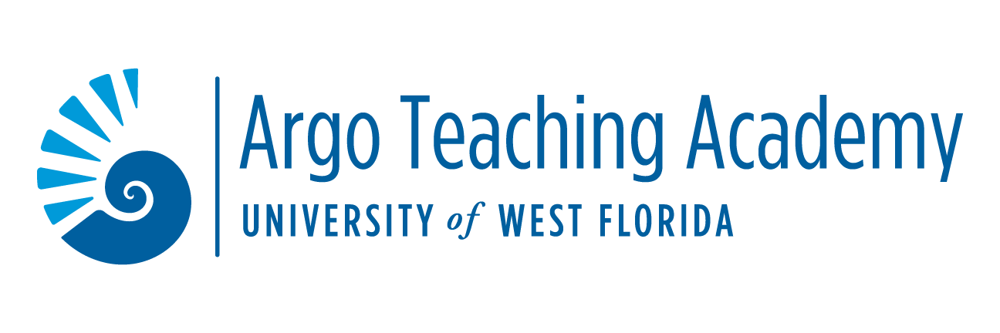 Argo Teaching Academy
UNIVERSITY of WEST FLORIDA